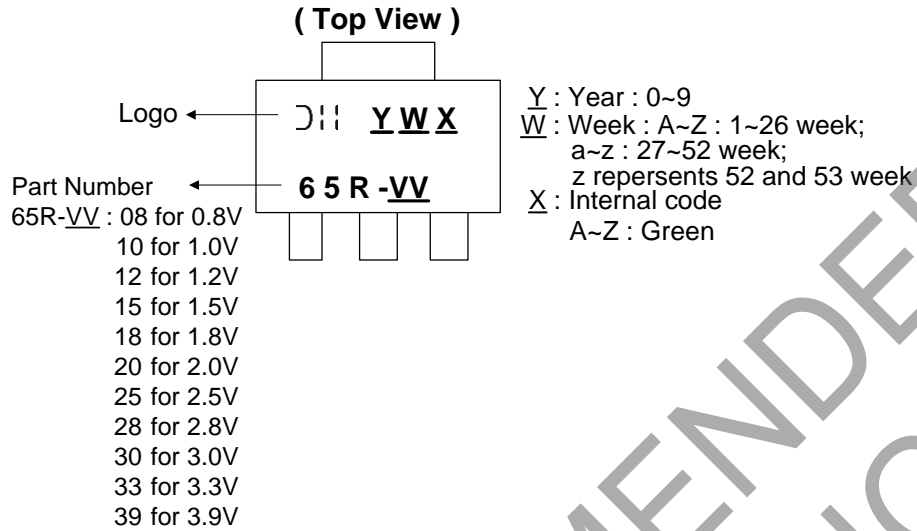 ( Top View )
Logo
Y W X
6 5 R -VV
Part Number
65R-VV : 08 for 0.8V
10 for 1.0V
12 for 1.2V
15 for 1.5V
18 for 1.8V
20 for 2.0V
25 for 2.5V
28 for 2.8V
30 for 3.0V
33 for 3.3V
39 for 3.9V
Y : Year : 0~9
W : Week : A~Z : 1~26 week;
a~z : 27~52 week;
z repersents 52 and 53 week
X : Internal code
A~Z : Green